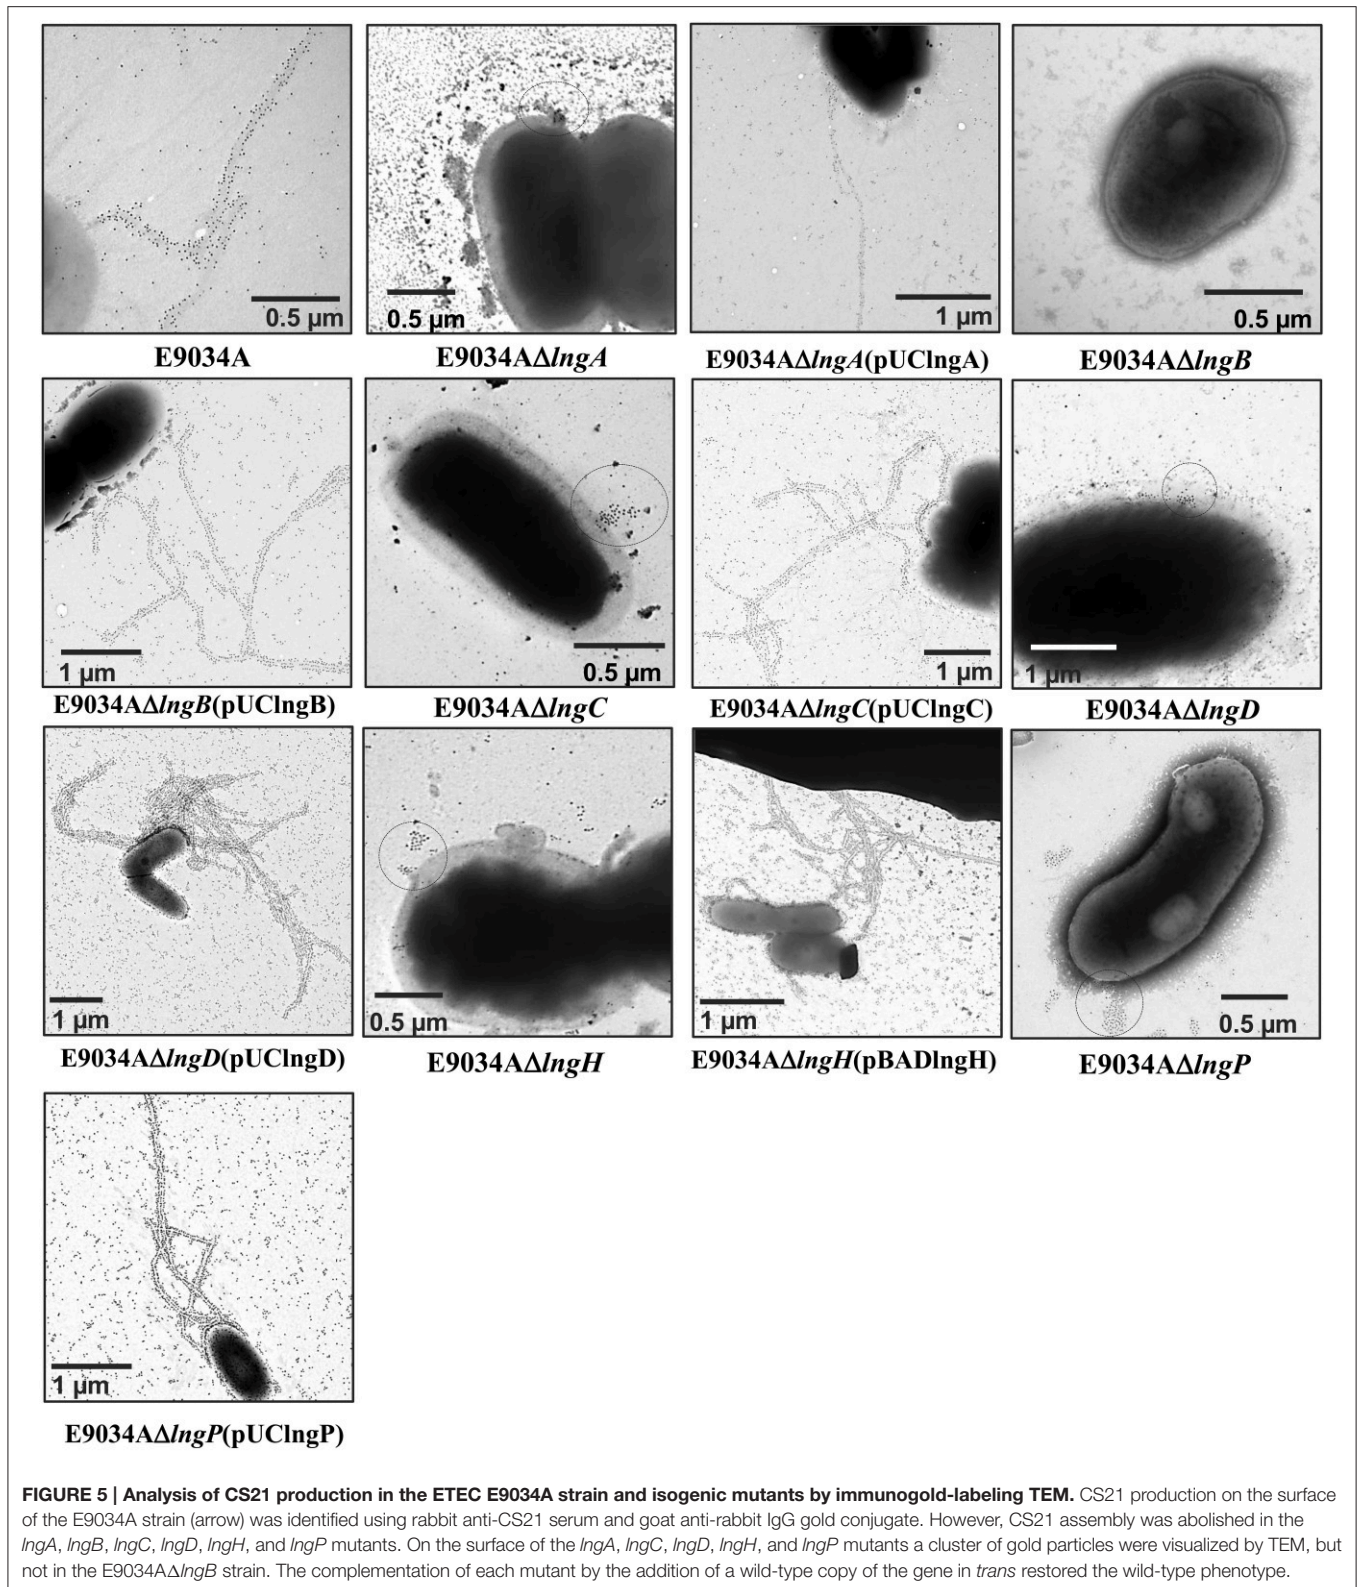 0.5 µm
0.5 µm
1 µm
0.5 µm
E9034A
E9034AΔlngA
E9034AΔlngA(pUClngA)
E9034AΔlngB
1 µm
0.5 µm
1 µm
1 µm
E9034AΔlngB(pUClngB)
E9034AΔlngC
E9034AΔlngC(pUClngC)
E9034AΔlngD
1 µm
0.5 µm
1 µm
0.5 µm
E9034AΔlngD(pUClngD)
E9034AΔlngH
E9034AΔlngH(pBADlngH)
E9034AΔlngP
1 µm
E9034AΔlngP(pUClngP)
FIGURE 5 | Analysis of CS21 production in the ETEC E9034A strain and isogenic mutants by immunogold-labeling TEM. CS21 production on the surface
of the E9034A strain (arrow) was identified using rabbit anti-CS21 serum and goat anti-rabbit IgG gold conjugate. However, CS21 assembly was abolished in the
lngA, lngB, lngC, lngD, lngH, and lngP mutants. On the surface of the lngA, lngC, lngD, lngH, and lngP mutants a cluster of gold particles were visualized by TEM, but
not in the E9034AΔlngB strain. The complementation of each mutant by the addition of a wild-type copy of the gene in trans restored the wild-type phenotype.